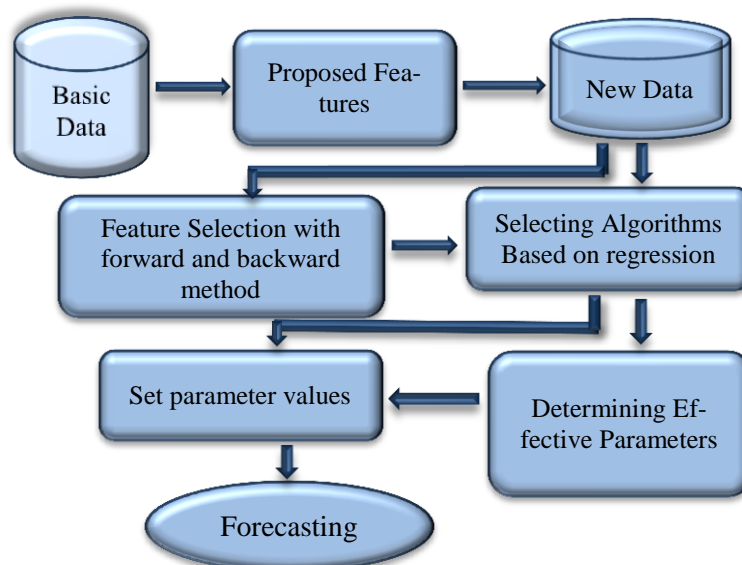 Basic
Data
Proposed Fea-
tures
New Data
Feature Selection with
forward and backward
method
Selecting Algorithms
Based on regression
Set parameter values
Determining Ef-
fective Parameters
Forecasting